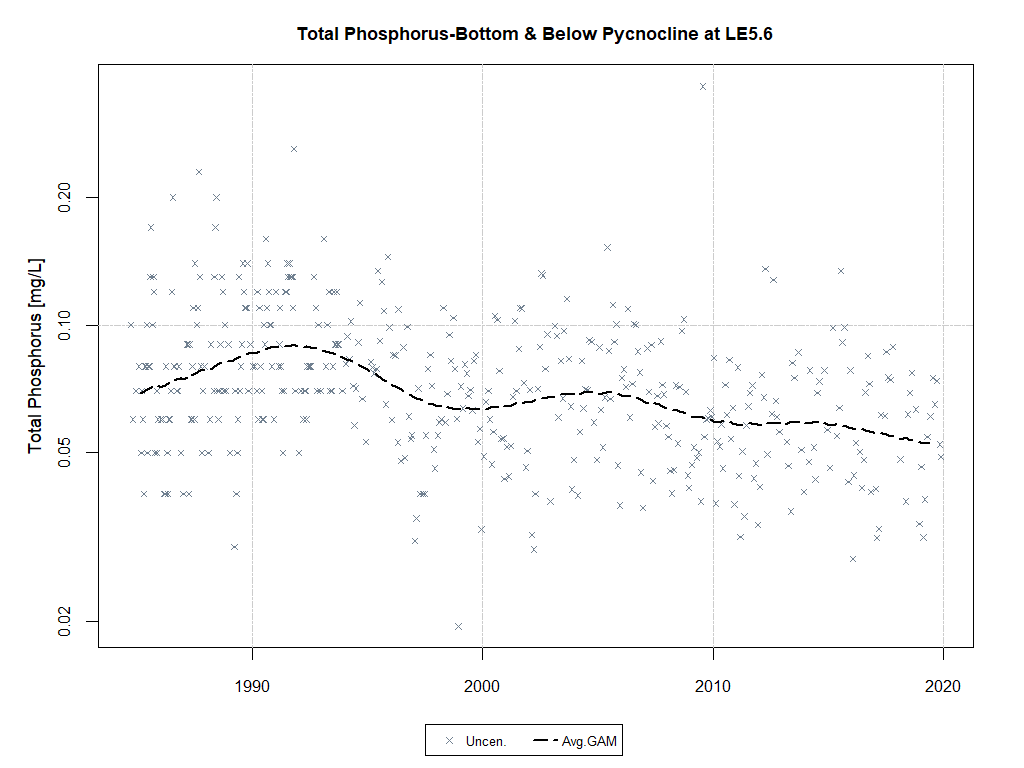 Total Phosphorus-Bottom & Below Pycnocline at LE5.6
Total Phosphorus [mg/L]
0.20
0.10
0.05
0.02
1990 2000 2010 2020
Uncen. Avg.GAM